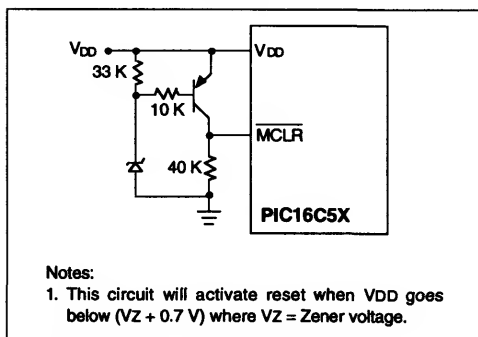 VDD
VDD
33 K
10 K
MCLR
40 K
PIC16C5X
Notes:
1. This circuit will activate reset when VDD goes
below (VZ + 0.7 V) where VZ = Zener voltage.